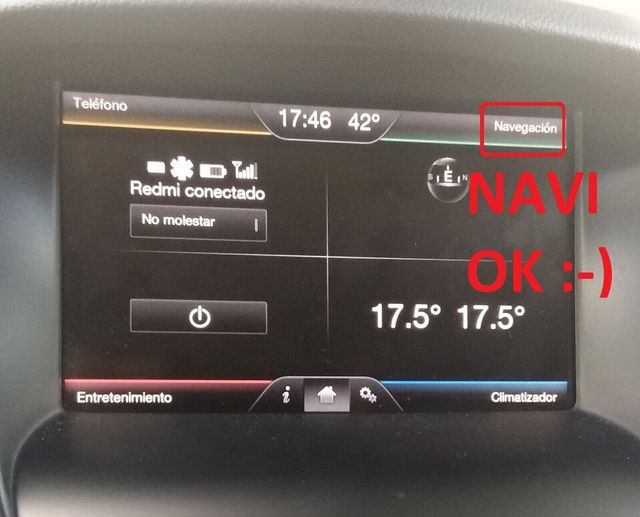 Teléfono
17:46 42°
Navegación
Redmi conectado
S E N
No molestar
NAVI
OK :-)
17.5° 17.5°
Entretenimiento
i
Climatizador